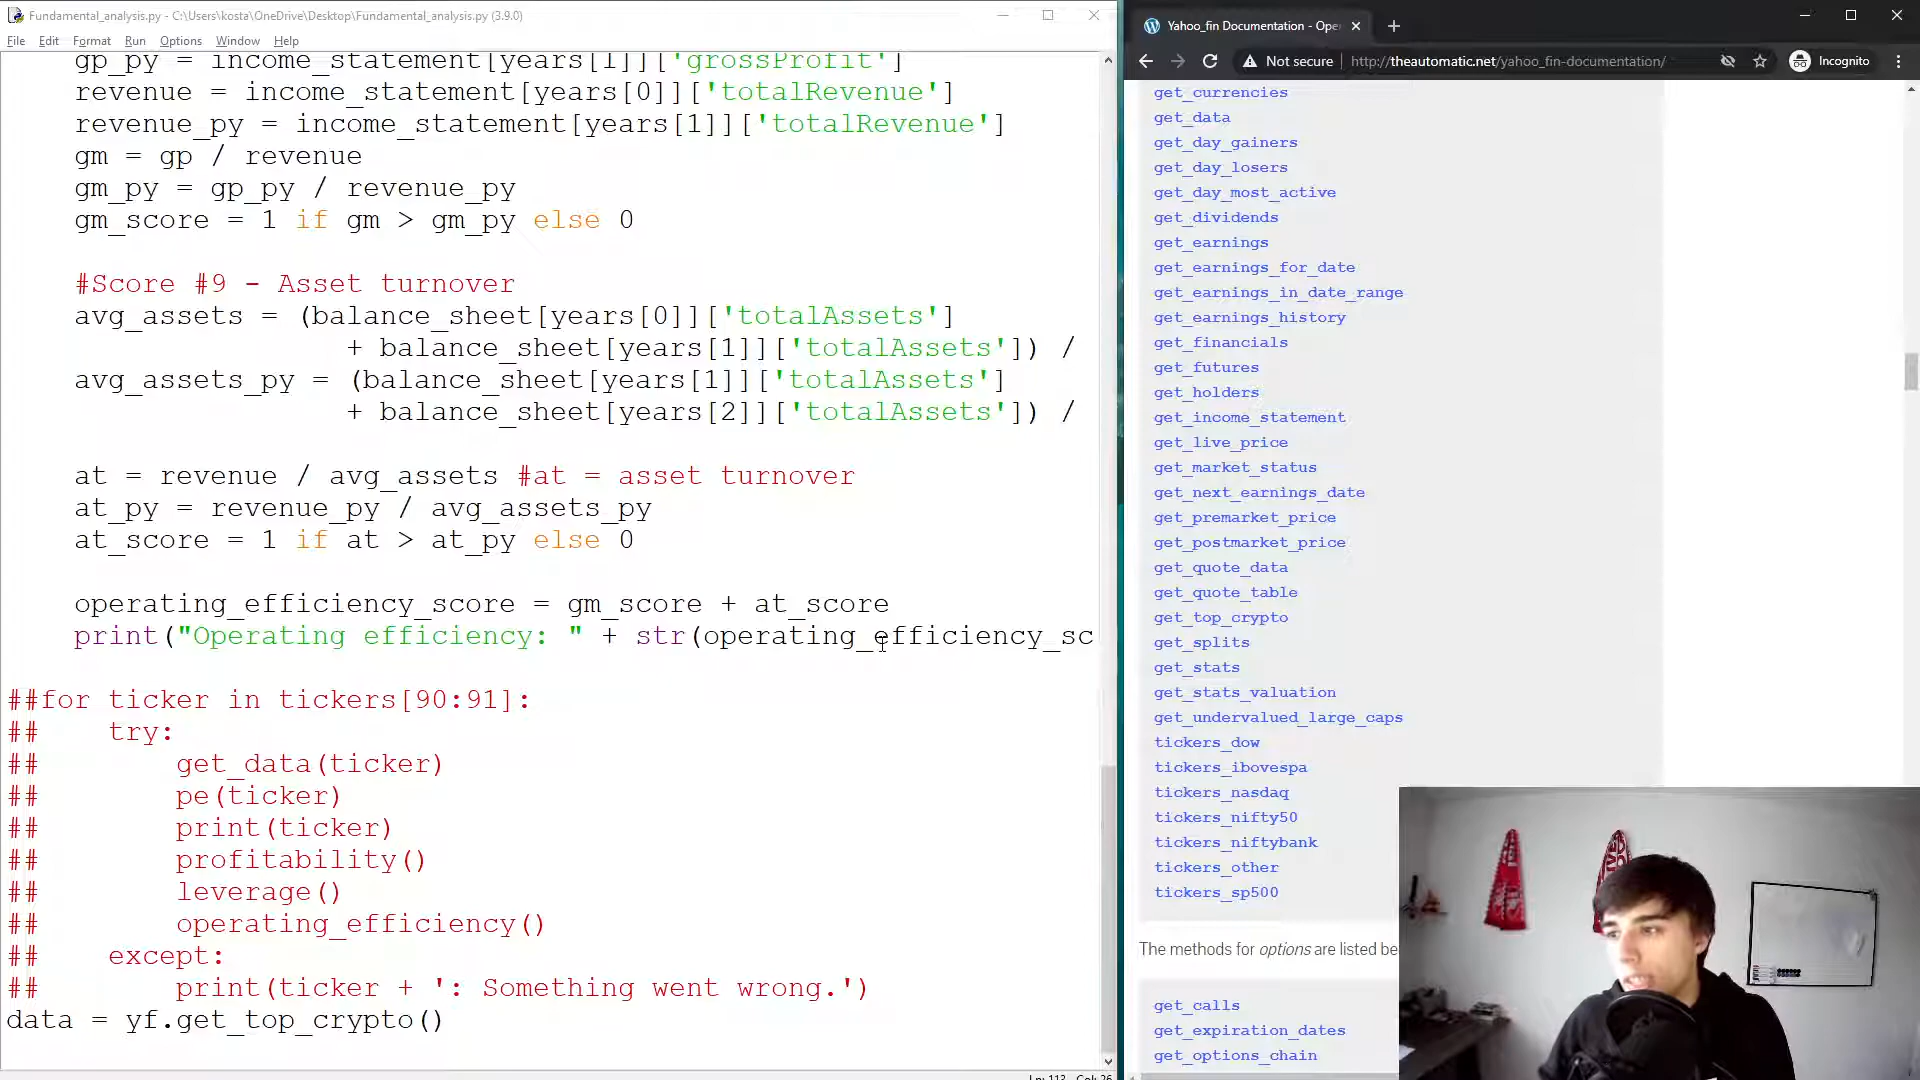 Fundamental_analysis.py - C:\Users\kosta\OneDrive\Desktop\Fundamental_analysis.py (3.9.0)
File Edit Format Run Options Window Help
gp_py = income_statement[years[1]]['grossProfit']
revenue = income_statement[years[0]]['totalRevenue']
revenue_py = income_statement[years[1]]['totalRevenue']
gm = gp / revenue
gm_py = gp_py / revenue_py
gm_score = 1 if gm > gm_py else 0
#Score #9 - Asset turnover
avg_assets = (balance_sheet[years[0]]['totalAssets']
+ balance_sheet[years[1]]['totalAssets']) /
avg_assets_py = (balance_sheet[years[1]]['totalAssets']
+ balance_sheet[years[2]]['totalAssets']) /
at = revenue / avg_assets #at = asset turnover
at_py = revenue_py / avg_assets_py
at_score = 1 if at > at_py else 0
operating_efficiency_score = gm_score + at_score
print("Operating efficiency: " + str(operating_efficiency_sc
##for ticker in tickers[90:91]:
## try:
## get_data(ticker)
## pe(ticker)
## print(ticker)
## profitability()
## leverage()
## operating_efficiency()
## except:
## print(ticker + ': Something went wrong.')
data = yf.get_top_crypto()
Ln: 113 Col: 26
Yahoo_fin Documentation - Ope
Not secure http://theautomatic.net/yahoo_fin-documentation/
Incognito
get_currencies
get_data
get_day_gainers
get_day_losers
get_day_most_active
get_dividends
get_earnings
get_earnings_for_date
get_earnings_in_date_range
get_earnings_history
get_financials
get_futures
get_holders
get_income_statement
get_live_price
get_market_status
get_next_earnings_date
get_premarket_price
get_postmarket_price
get_quote_data
get_quote_table
get_top_crypto
get_splits
get_stats
get_stats_valuation
get_undervalued_large_caps
tickers_dow
tickers_ibovespa
tickers_nasdaq
tickers_nifty50
tickers_niftybank
tickers_other
tickers_sp500
The methods for options are listed be
get_calls
get_expiration_dates
get_options_chain